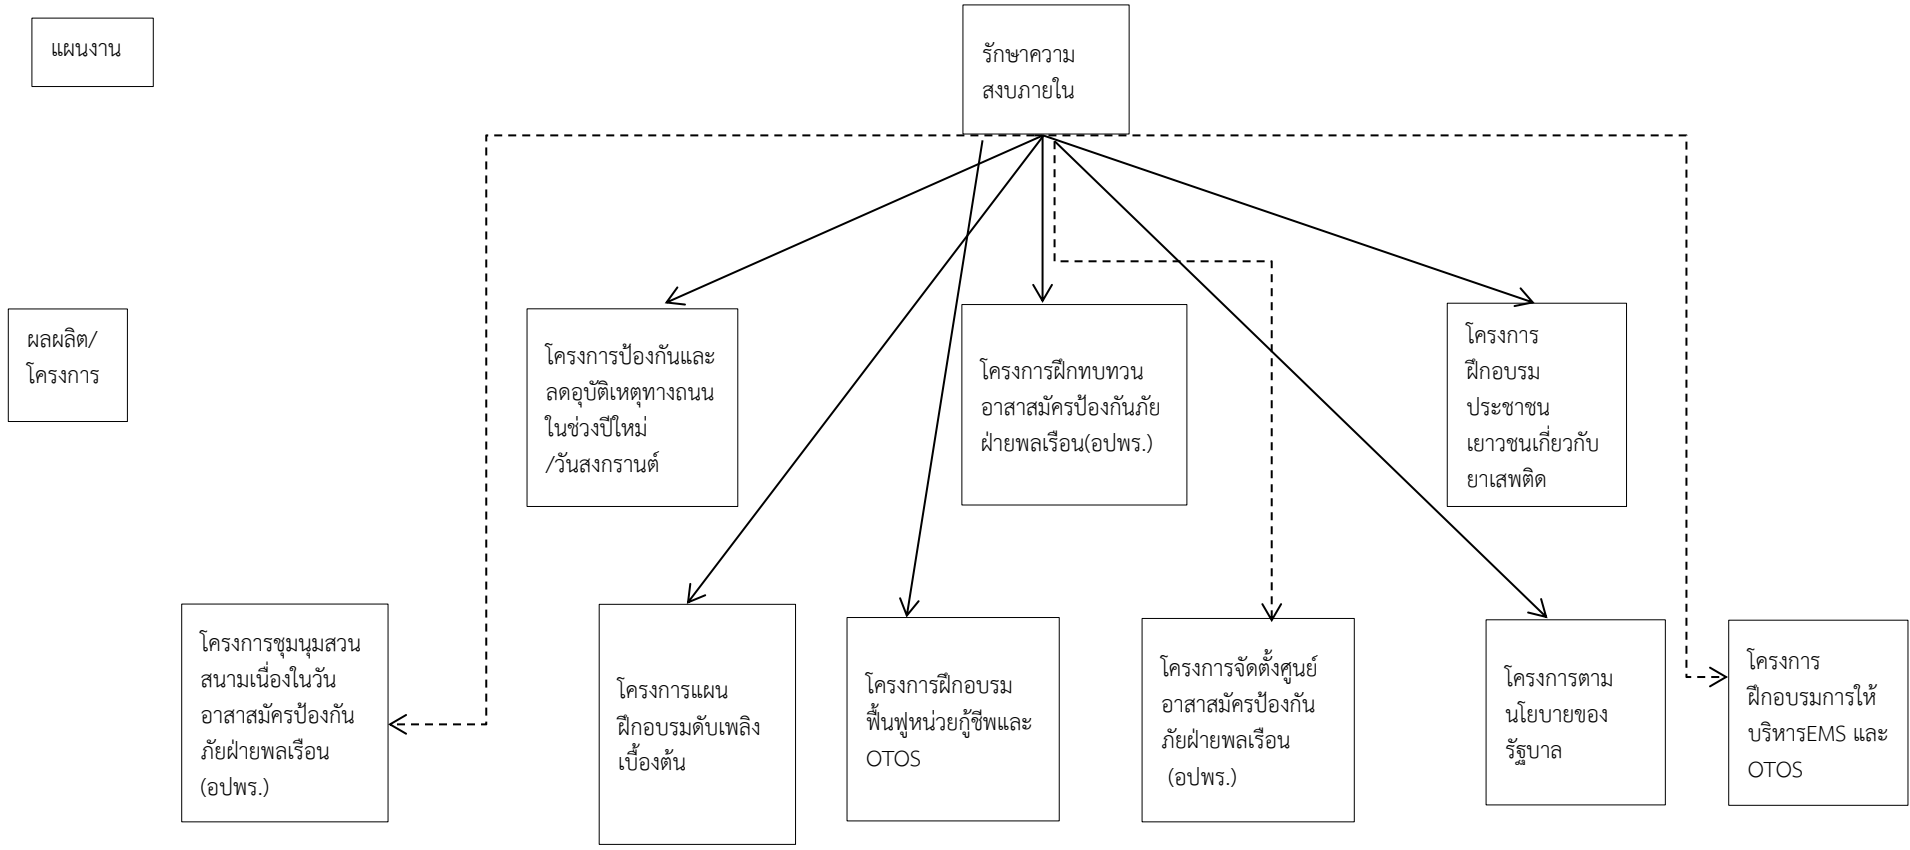 แผนงาน
รักษาความ
สงบภายใน
ผลผลิต/
โครงการ
โครงการป้องกันและ
ลดอุบัติเหตุทางถนน
ในช่วงปีใหม่
/วันสงกรานต์
โครงการฝึกทบทวน
อาสาสมัครป้องกันภัย
ฝ่ายพลเรือน(อปพร.)
โครงการ
ฝึกอบรม
ประชาชน
เยาวชนเกี่ยวกับ
ยาเสพติด
โครงการชุมนุมสวน
สนามเนื่องในวัน
อาสาสมัครป้องกัน
ภัยฝ่ายพลเรือน
(อปพร.)
โครงการแผน
ฝึกอบรมดับเพลิง
เบื้องต้น
โครงการฝึกอบรม
ฟื้นฟูหน่วยกู้ชีพและ
OTOS
โครงการจัดตั้งศูนย์
อาสาสมัครป้องกัน
ภัยฝ่ายพลเรือน
(อปพร.)
โครงการตาม
นโยบายของ
รัฐบาล
โครงการ
ฝึกอบรมการให้
บริหารEMS และ
OTOS